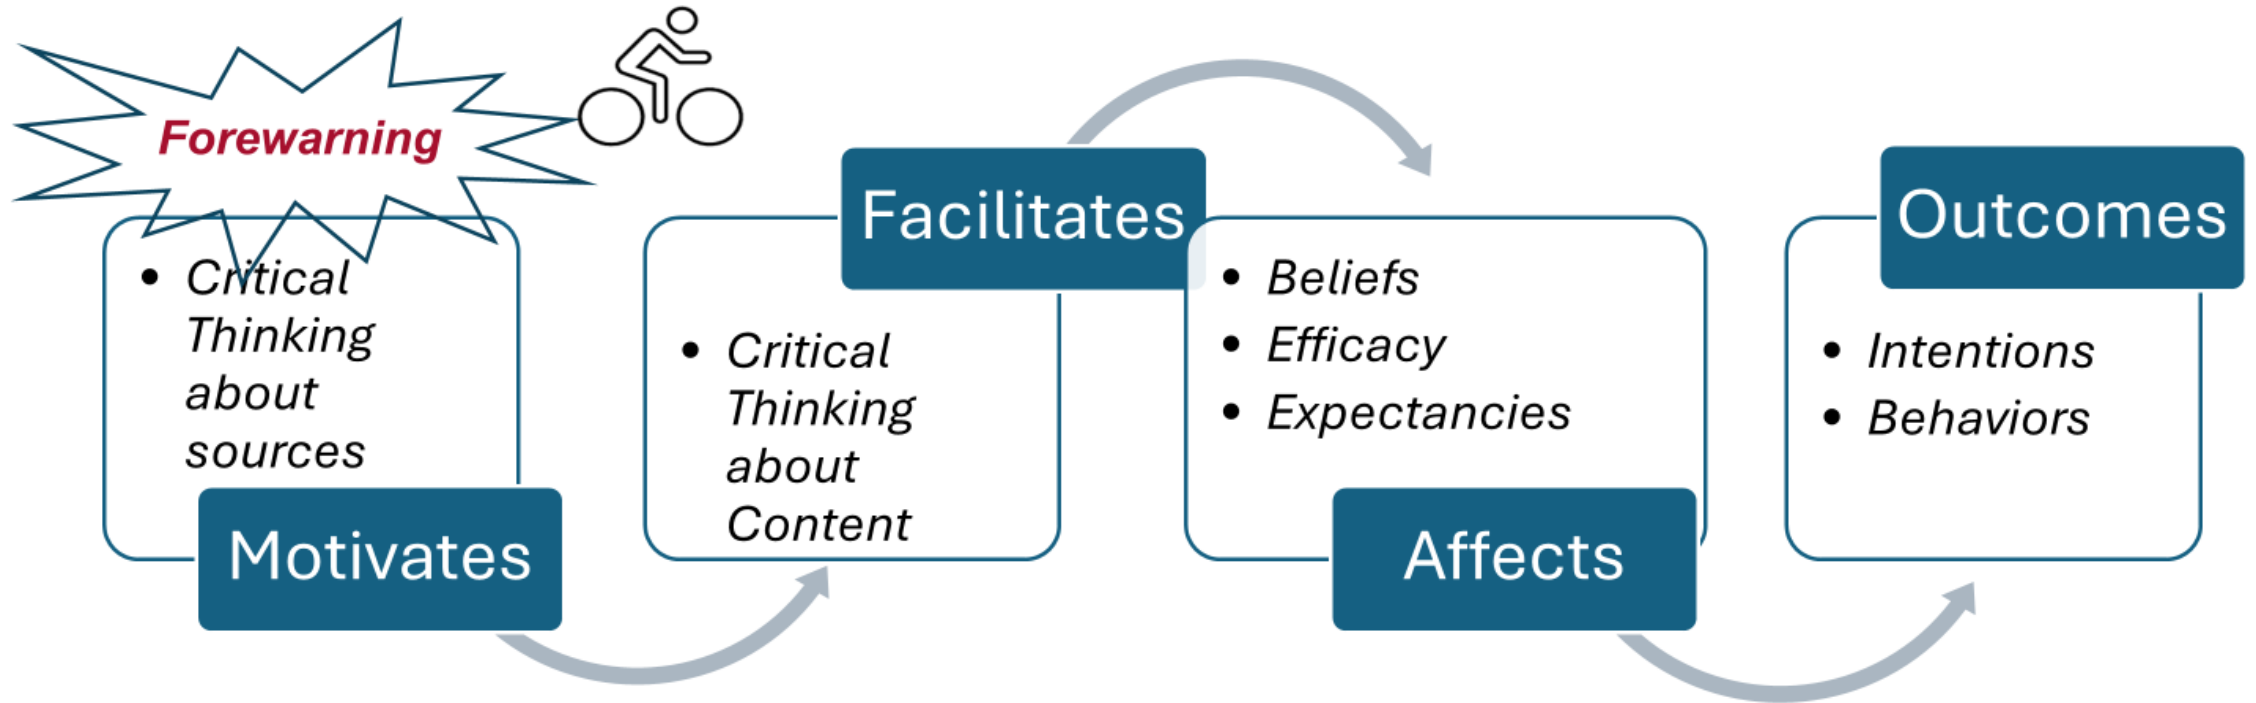 Forewarning
• Critical
Thinking
about
sources
Motivates
Facilitates
• Critical
Thinking
about
Content
• Beliefs
• Efficacy
• Expectancies
Affects
Outcomes
• Intentions
• Behaviors